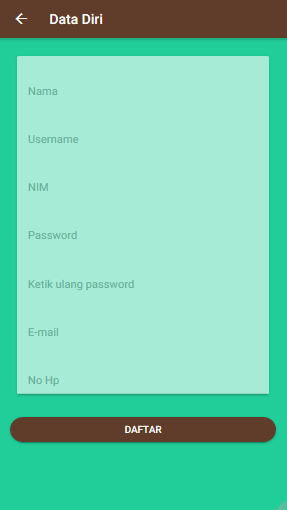 Data Diri
Nama
Username
NIM
Password
Ketik ulang password
E-mail
No Hp
DAFTAR